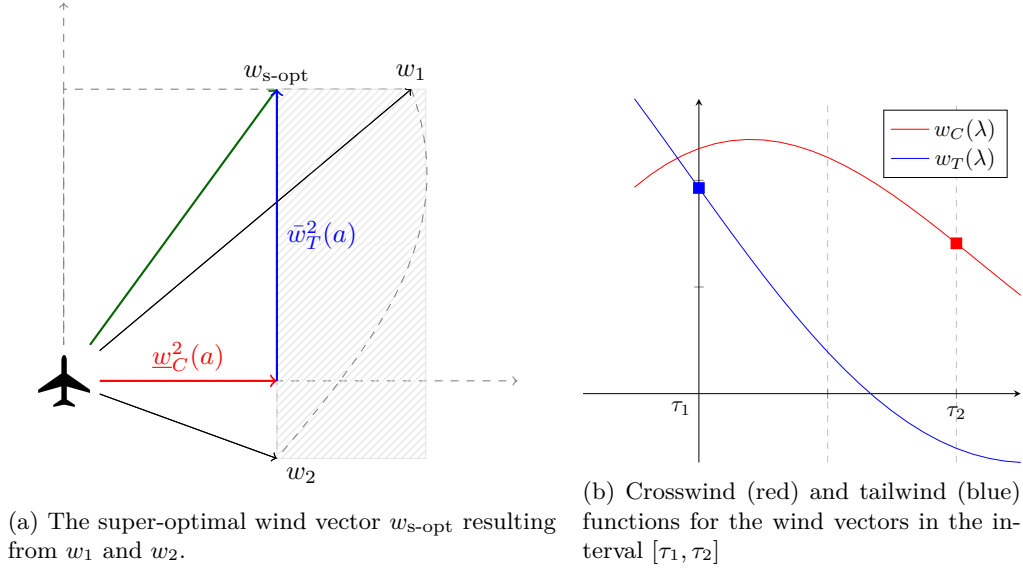 w_s-opt
w_1
w̄_T^2(a)
w̲_C^2(a)
w_2
(a) The super-optimal wind vector w_s-opt resulting
from w_1 and w_2.
w_C(λ)
w_T(λ)
τ_1
τ_2
(b) Crosswind (red) and tailwind (blue)
functions for the wind vectors in the in-
terval [τ_1, τ_2]